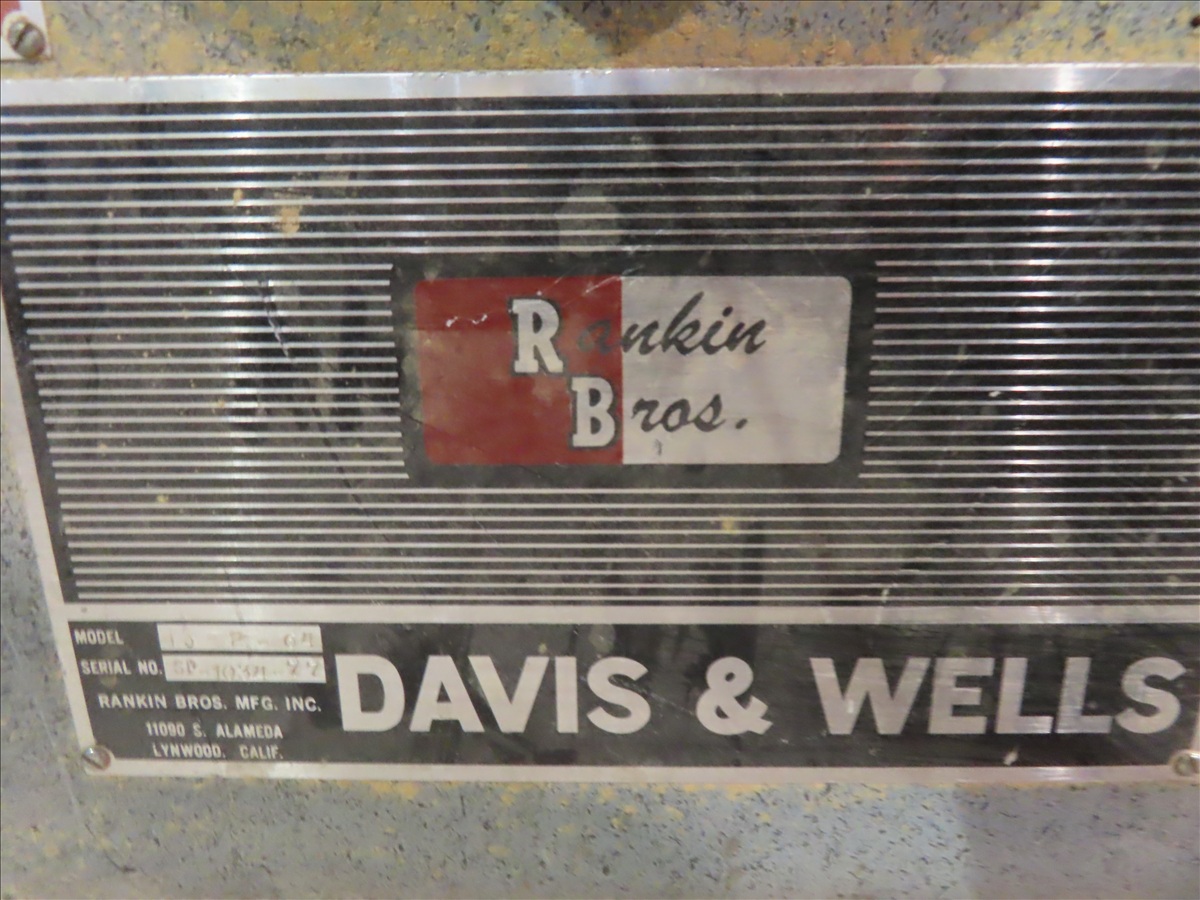 Rankin
Bros.
MODEL
SERIAL NO.
RANKIN BROS. MFG. INC.
11090 S. ALAMEDA
LYNWOOD, CALIF.
DAVIS & WELLS